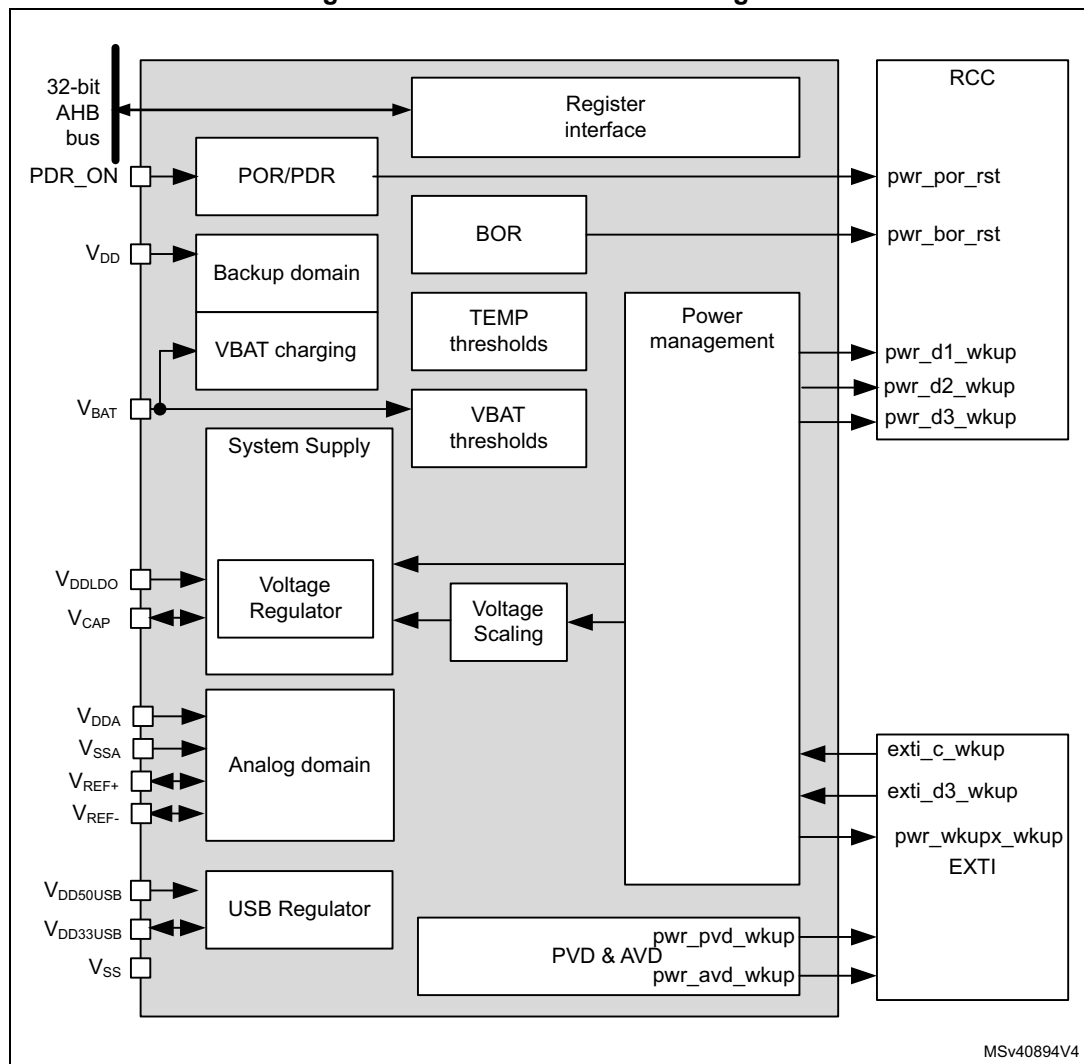 32-bit
AHB
bus
Register
interface
RCC
PDR_ON
POR/PDR
pwr_por_rst
BOR
pwr_bor_rst
VDD
Backup domain
VBAT charging
TEMP
thresholds
Power
management
pwr_d1_wkup
pwr_d2_wkup
pwr_d3_wkup
VBAT
VBAT
thresholds
System Supply
VDDLDO
VCAP
Voltage
Regulator
Voltage
Scaling
VDDA
VSSA
VREF+
VREF-
Analog domain
exti_c_wkup
exti_d3_wkup
pwr_wkupx_wkup
EXTI
VDD50USB
VDD33USB
VSS
USB Regulator
PVD & AVD
pwr_pvd_wkup
pwr_avd_wkup
MSv40894V4